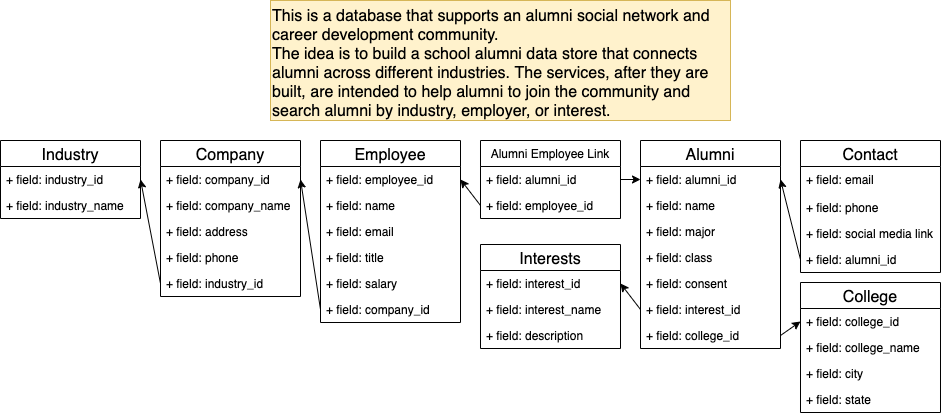 This is a database that supports an alumni social network and
career development community.
The idea is to build a school alumni data store that connects
alumni across different industries. The services, after they are
built, are intended to help alumni to join the community and
search alumni by industry, employer, or interest.
Industry
+ field: industry_id
+ field: industry_name
Company
+ field: company_id
+ field: company_name
+ field: address
+ field: phone
+ field: industry_id
Employee
+ field: employee_id
+ field: name
+ field: email
+ field: title
+ field: salary
+ field: company_id
Alumni Employee Link
+ field: alumni_id
+ field: employee_id
Interests
+ field: interest_id
+ field: interest_name
+ field: description
Alumni
+ field: alumni_id
+ field: name
+ field: major
+ field: class
+ field: consent
+ field: interest_id
+ field: college_id
Contact
+ field: email
+ field: phone
+ field: social media link
+ field: alumni_id
College
+ field: college_id
+ field: college_name
+ field: city
+ field: state